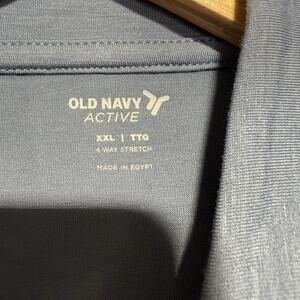 OLD NAVY
ACTIVE
XXL | TTG
4-WAY STRETCH
MADE IN EGYPT